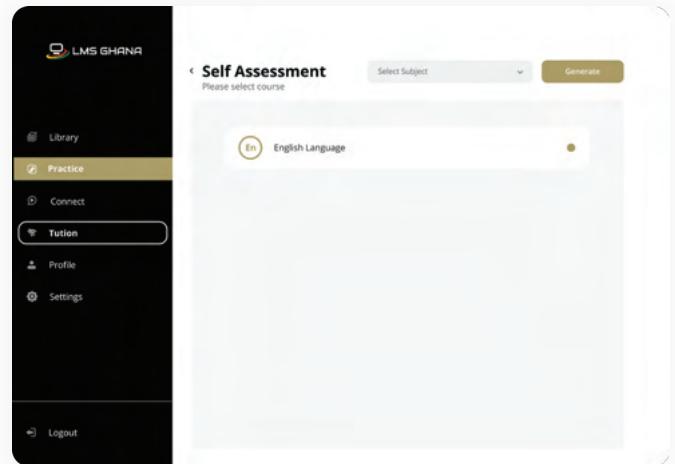 LMS GHANA
Library
Practice
Connect
Tution
Profile
Settings
Logout
Self Assessment
Please select course
Select Subject
Generate
En
English Language